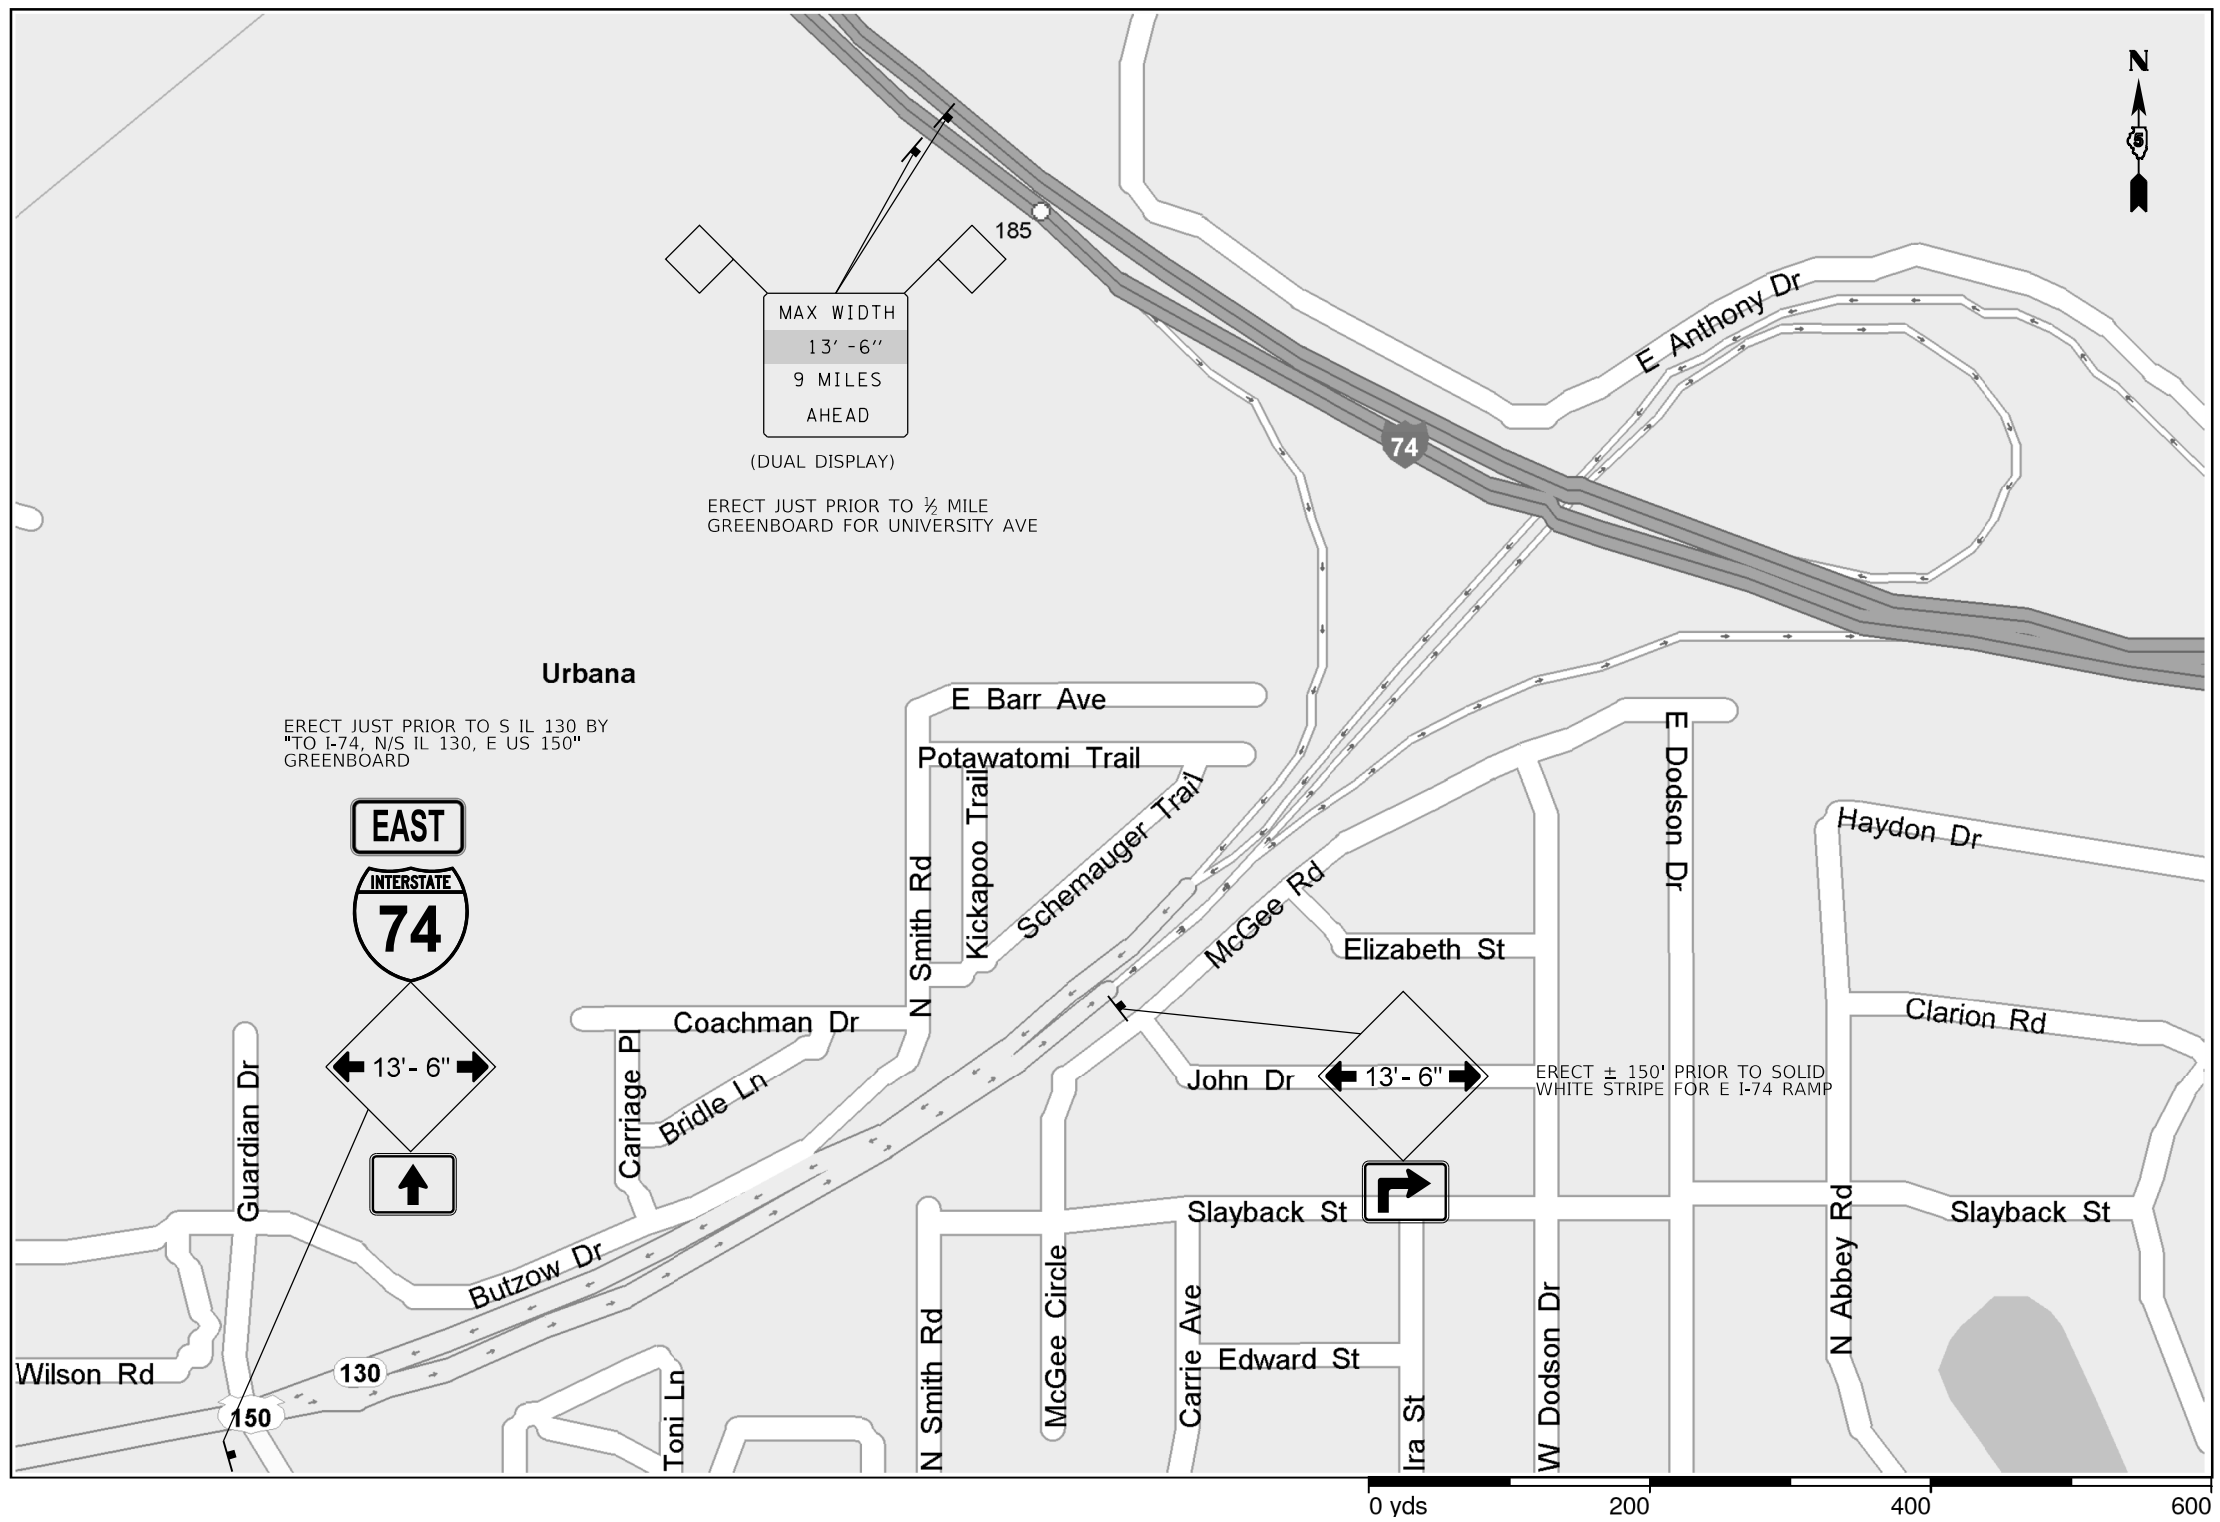 N
5
185
MAX WIDTH
13' -6"
9 MILES
AHEAD
(DUAL DISPLAY)
ERECT JUST PRIOR TO ½ MILE
GREENBOARD FOR UNIVERSITY AVE
E Anthony Dr
74
Urbana
ERECT JUST PRIOR TO S IL 130 BY
"TO I-74, N/S IL 130, E US 150"
GREENBOARD
EAST
INTERSTATE
74
13'- 6"
E Barr Ave
Potawatomi Trail
Kickapoo Trail
Schemauger Trail
N Smith Rd
E Dodson Dr
Haydon Dr
McGee Rd
Elizabeth St
Clarion Rd
Coachman Dr
Carriage Pl
Bridle Ln
Guardian Dr
John Dr
13'- 6"
ERECT ± 150' PRIOR TO SOLID
WHITE STRIPE FOR E I-74 RAMP
Slayback St
Slayback St
Butzow Dr
McGee Circle
Carrie Ave
N Abbey Rd
W Dodson Dr
N Smith Rd
Edward St
Ira St
Toni Ln
Wilson Rd
130
150
0 yds
200
400
600